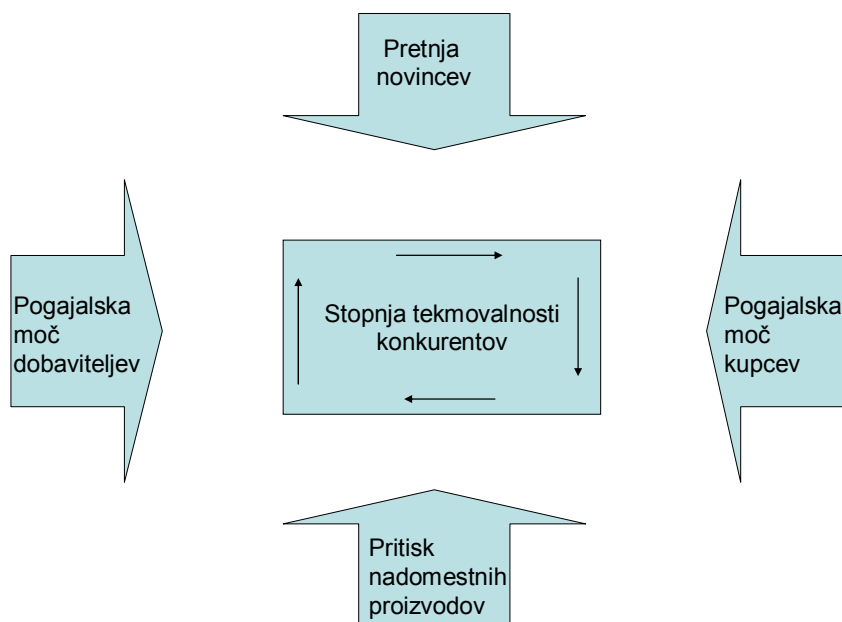 Pretnja
novincev
Pogajalska
moč
dobaviteljev
Stopnja tekmovalnosti
konkurentov
Pogajalska
moč
kupcev
Pritisk
nadomestnih
proizvodov